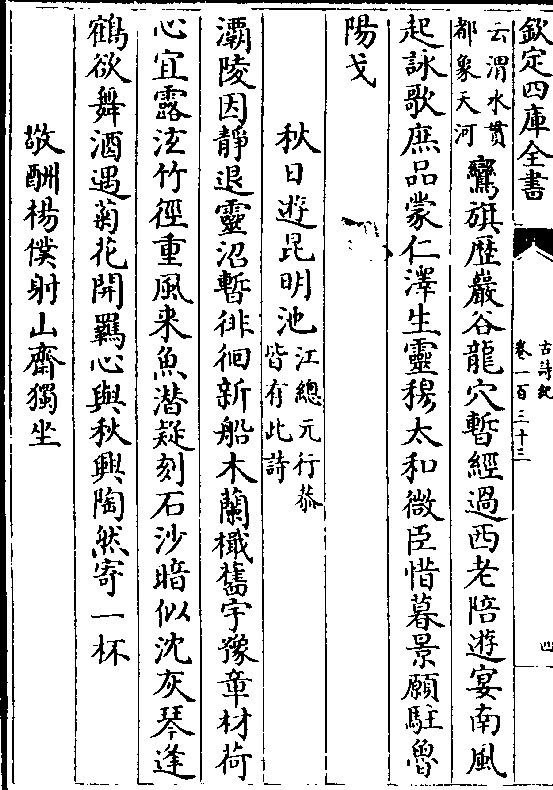 欽定四庫全書
古詩紀
卷一百三十三
四
云渭水貫
都象天河
鸞旗歴巖谷龍穴暫經過西老陪遊宴南風
起詠歌庶品蒙仁澤生靈穆太和微臣惜暮景願駐魯
陽戈
秋日遊昆明池
江總元行恭
皆有此詩
灞陵因靜退靈沼暫徘徊新船木蘭檝舊宇豫章材荷
心宜露泫竹徑重風来魚潜疑刻石沙暗似沈灰琴逢
鶴欲舞酒遇菊花開羈心與秋興陶然寄一杯
敬酬楊僕射山齋獨坐